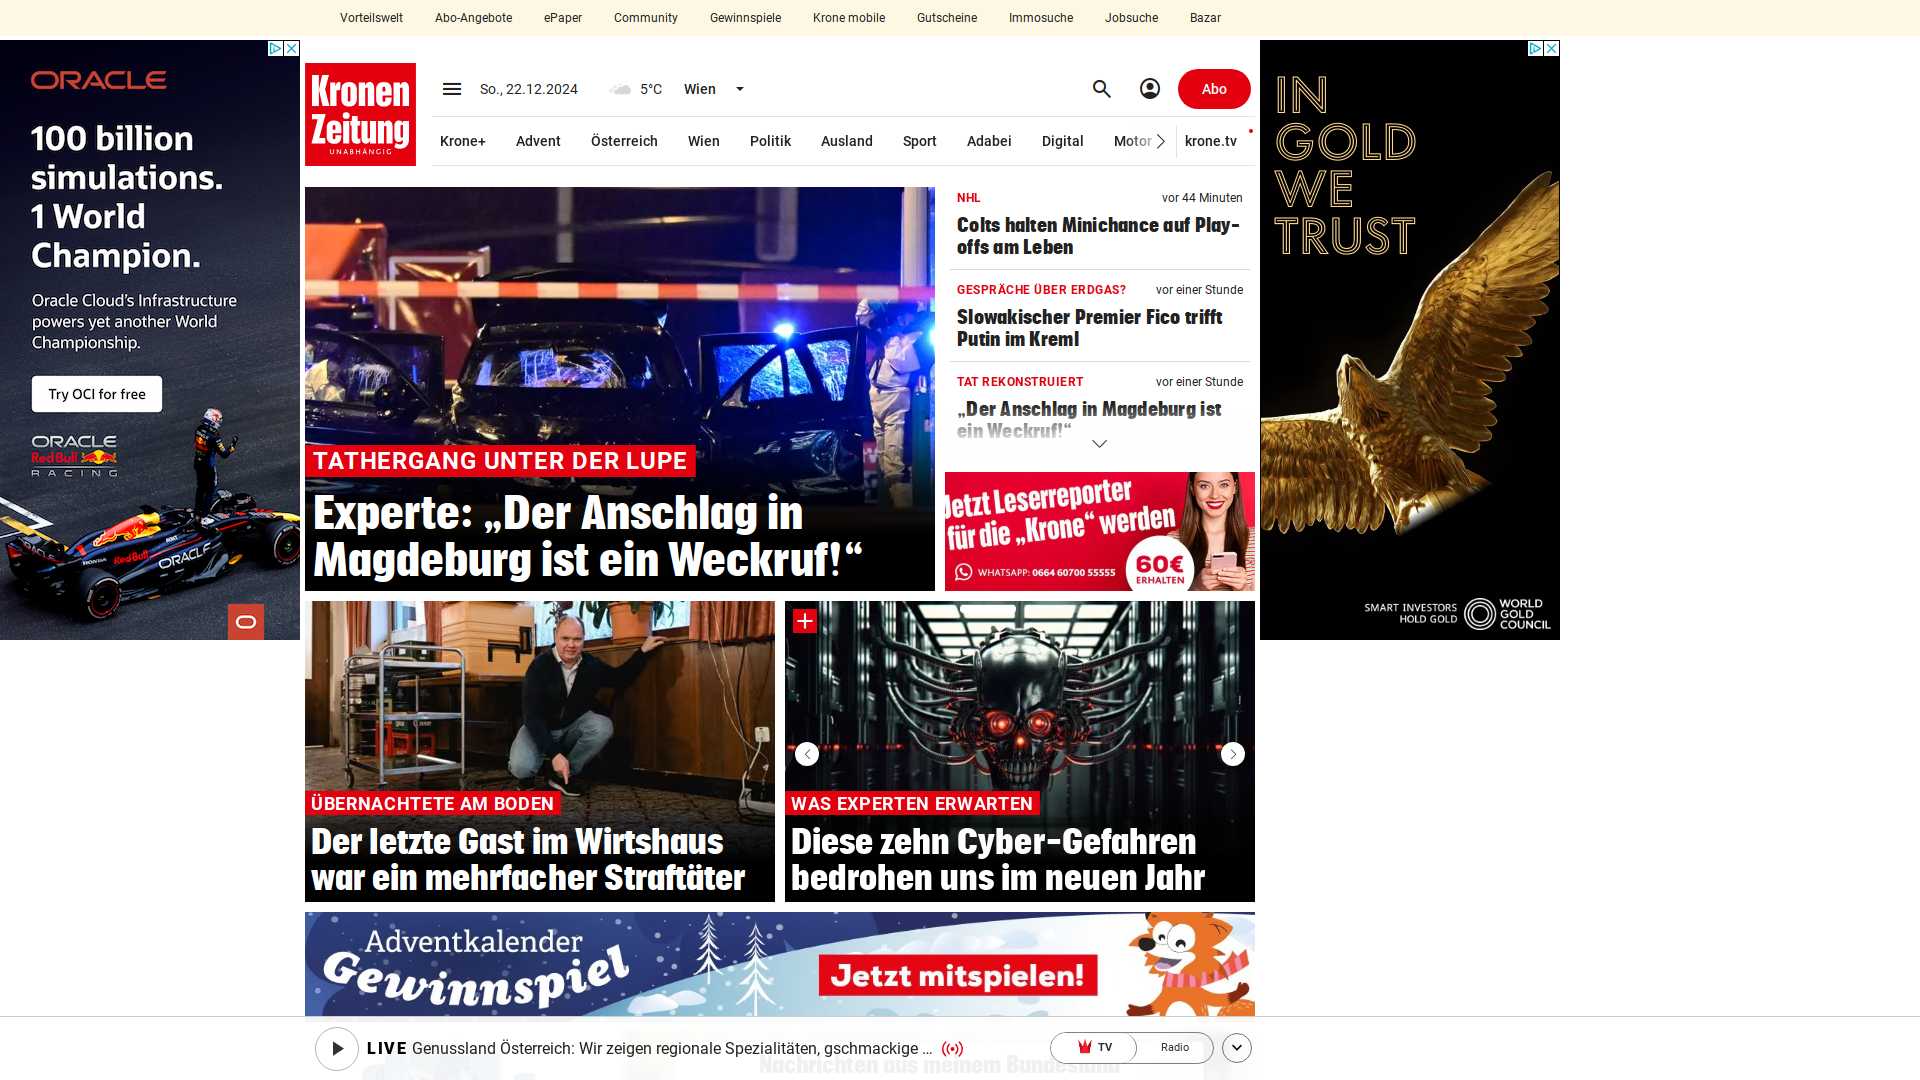 Vorteilswelt Abo-Angebote ePaper Community Gewinnspiele Krone mobile Gutscheine Immosuche Jobsuche Bazar
ORACLE
100 billion
simulations.
1 World
Champion.
Oracle Cloud's Infrastructure
powers yet another World
Championship.
Try OCI for free
ORACLE
Red Bull
RACING
Kronen
Zeitung
UNABHÄNGIG
So., 22.12.2024 5°C Wien Abo
Krone+ Advent Österreich Wien Politik Ausland Sport Adabei Digital Motor krone.tv
TATHERGANG UNTER DER LUPE
Experte: „Der Anschlag in
Magdeburg ist ein Weckruf!“
NHL vor 44 Minuten
Colts halten Minichance auf Play-
offs am Leben
GESPRÄCHE ÜBER ERDGAS? vor einer Stunde
Slowakischer Premier Fico trifft
Putin im Kreml
TAT REKONSTRUIERT vor einer Stunde
„Der Anschlag in Magdeburg ist
ein Weckruf!“
Jetzt Leserreporter
für die „Krone“ werden
WHATSAPP: 0664 60700 55555
60€
ERHALTEN
IN
GOLD
WE
TRUST
SMART INVESTORS
HOLD GOLD
WORLD
GOLD
COUNCIL
ÜBERNACHTETE AM BODEN
Der letzte Gast im Wirtshaus
war ein mehrfacher Straftäter
WAS EXPERTEN ERWARTEN
Diese zehn Cyber-Gefahren
bedrohen uns im neuen Jahr
Adventkalender
Gewinnspiel
Jetzt mitspielen!
LIVE Genussland Österreich: Wir zeigen regionale Spezialitäten, gschmackige ...
TV Radio
Nachrichten aus meinem Bundesland